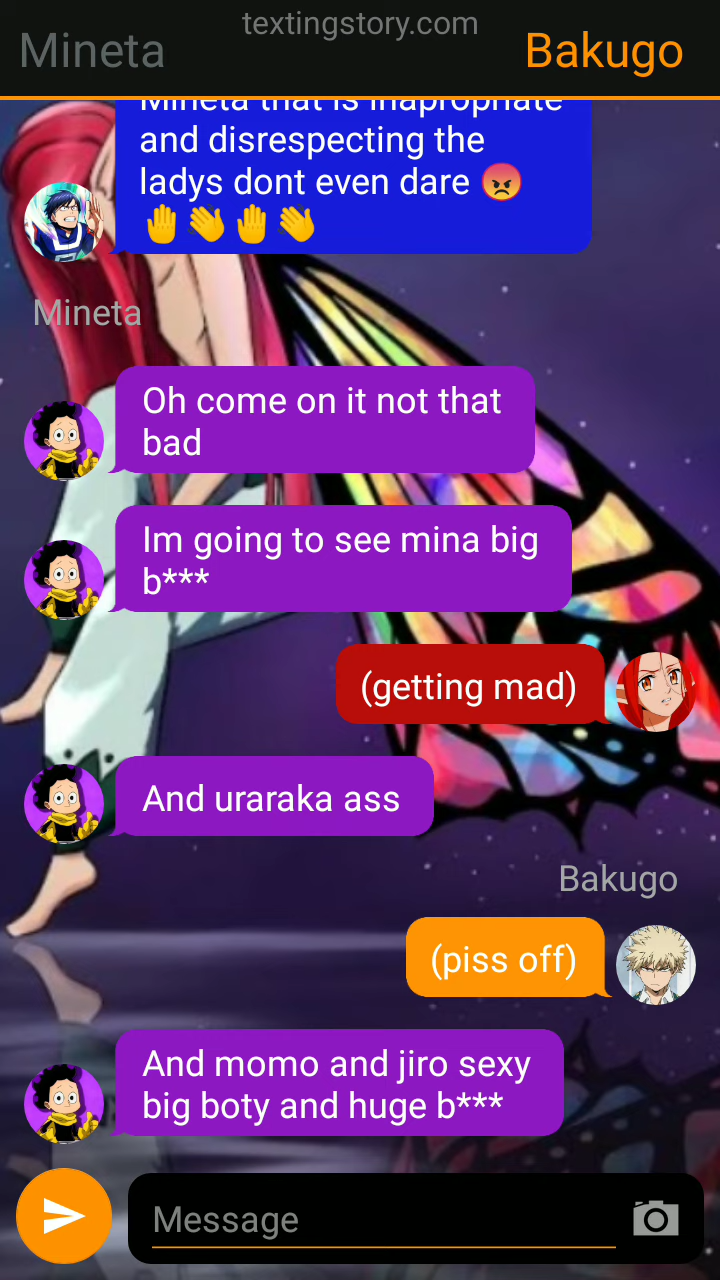 textingstory.com
Mineta
Bakugo
Mineta that is inapropriate
and disrespecting the
ladys dont even dare 😡
🤚👋🤚👋
Mineta
Oh come on it not that
bad
Im going to see mina big
b***
(getting mad)
And uraraka ass
Bakugo
(piss off)
And momo and jiro sexy
big boty and huge b***
Message